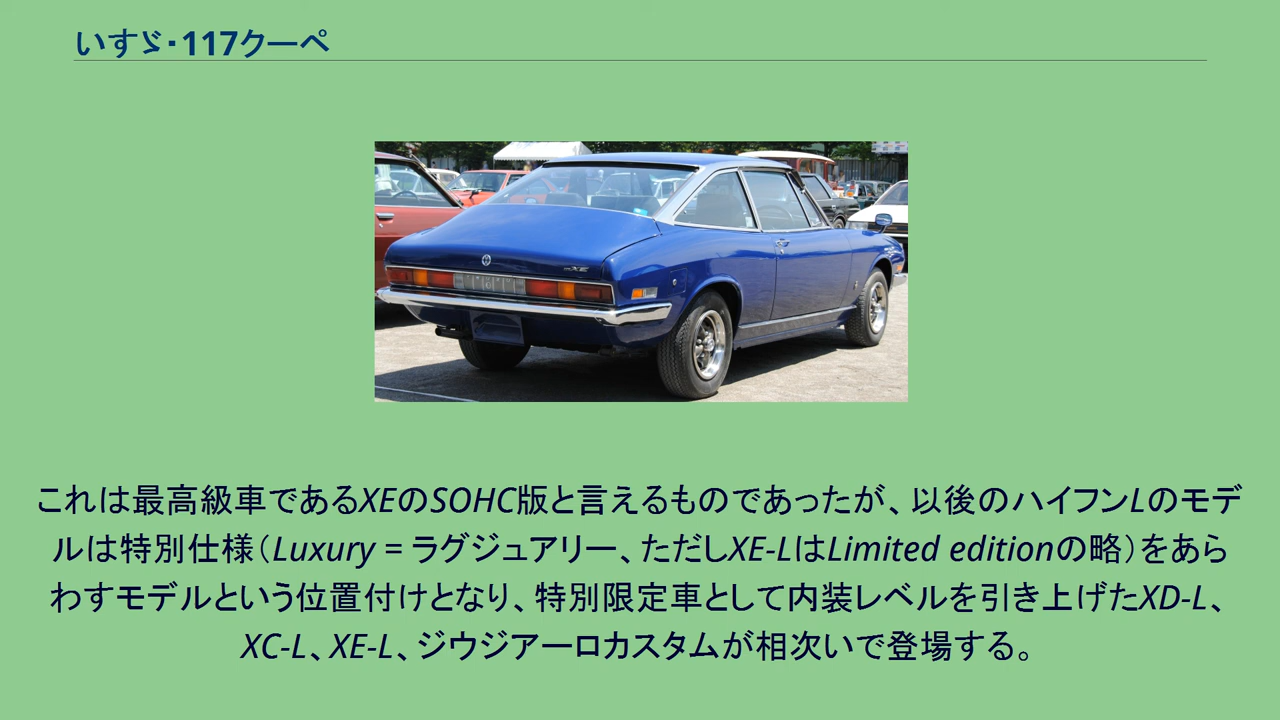 いすゞ・117クーペ
XE
これは最高級車であるXEのSOHC版と言えるものであったが、以後のハイフンLのモデ
ルは特別仕様（Luxury = ラグジュアリー、ただしXE-LはLimited editionの略）をあら
わすモデルという位置付けとなり、特別限定車として内装レベルを引き上げたXD-L、
XC-L、XE-L、ジウジアーロカスタムが相次いで登場する。